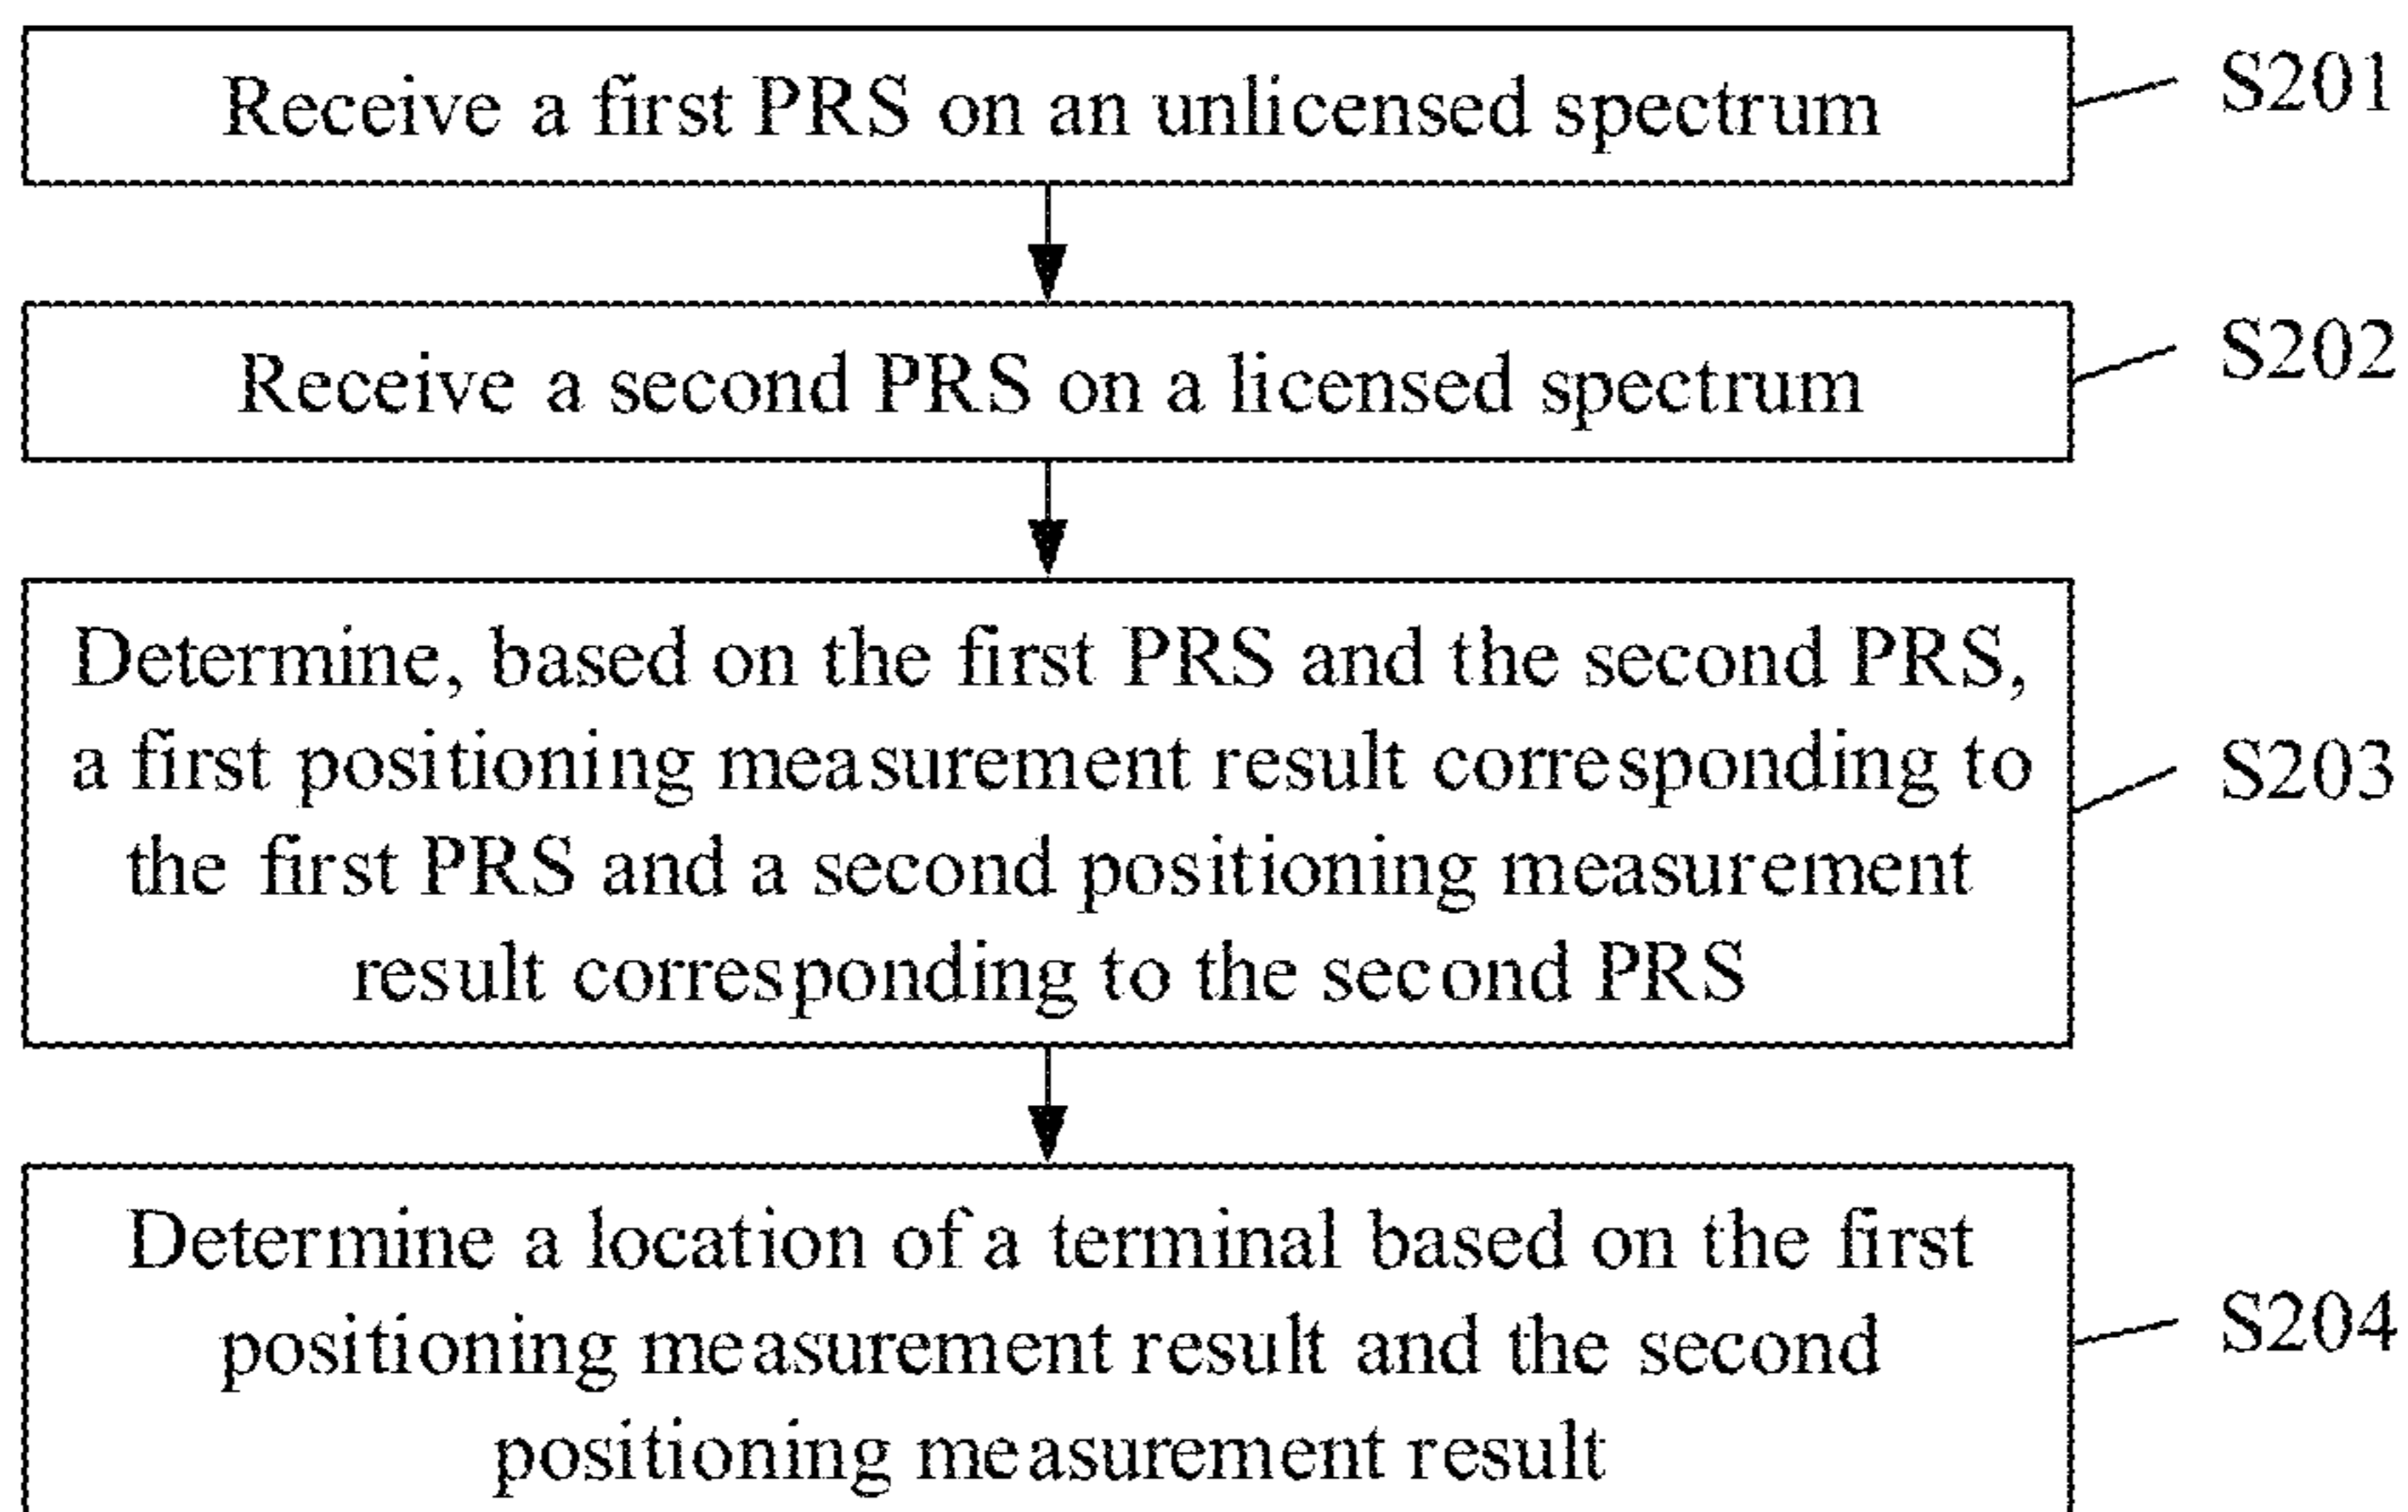 Receive a first PRS on an unlicensed spectrum
S201
Receive a second PRS on a licensed spectrum
S202
Determine, based on the first PRS and the second PRS,
a first positioning measurement result corresponding to
the first PRS and a second positioning measurement
result corresponding to the second PRS
S203
Determine a location of a terminal based on the first
positioning measurement result and the second
positioning measurement result
S204